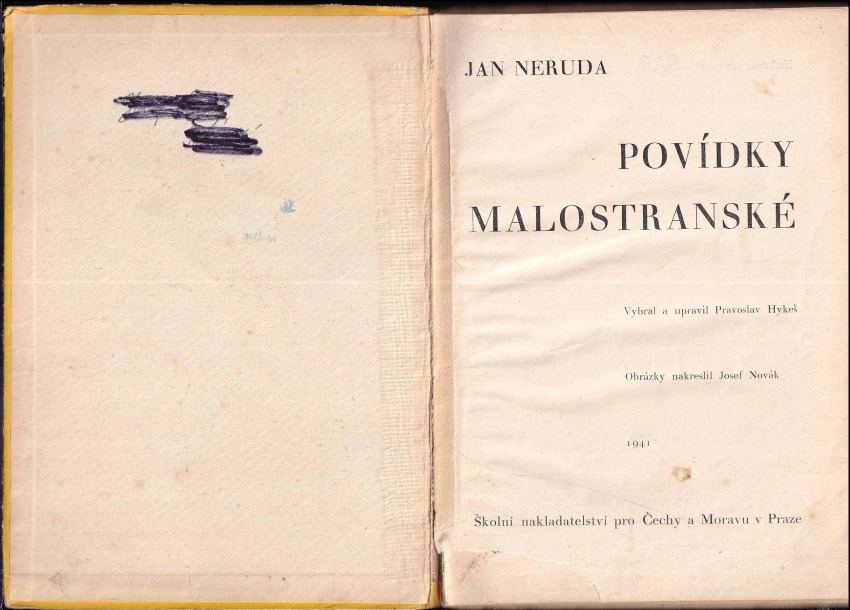 JAN NERUDA
POVÍDKY
MALOSTRANSKÉ
Vybral a upravil Pravoslav Hykeš
Obrázky nakreslil Josef Novák
1941
Školní nakladatelství pro Čechy a Moravu v Praze